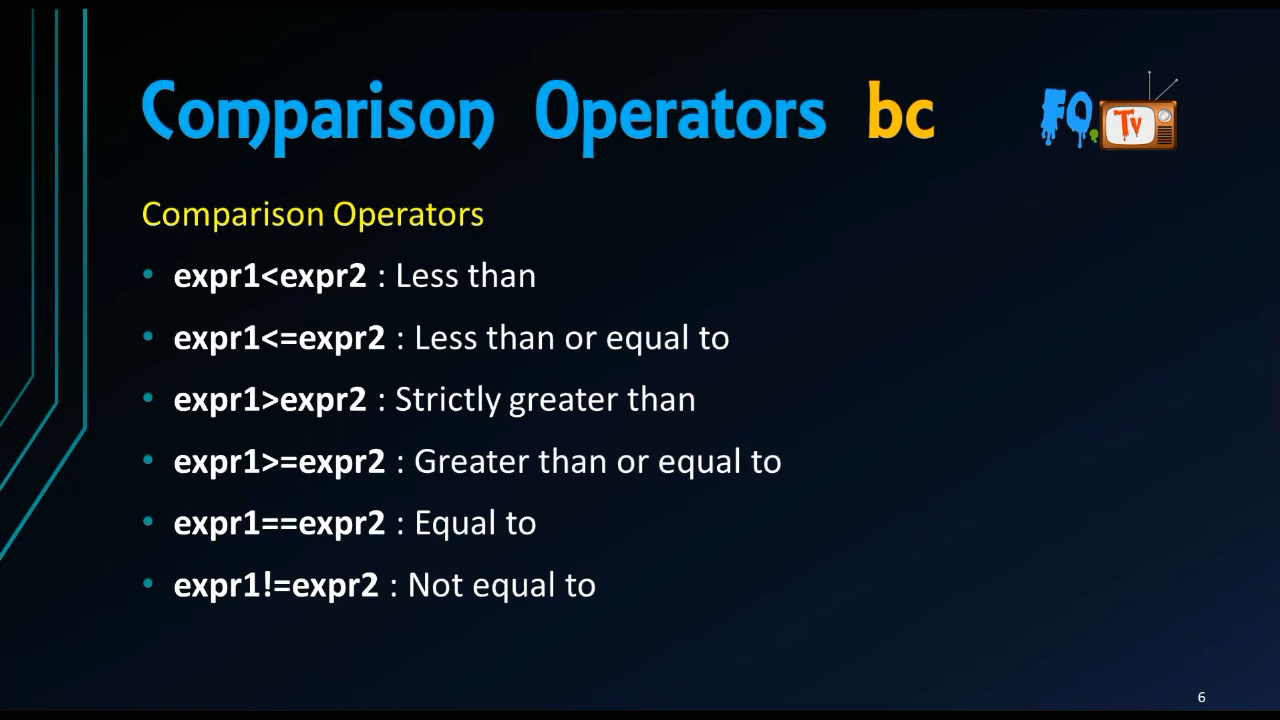 Comparison Operators bc
FQ Tv
Comparison Operators
• expr1<expr2 : Less than
• expr1<=expr2 : Less than or equal to
• expr1>expr2 : Strictly greater than
• expr1>=expr2 : Greater than or equal to
• expr1==expr2 : Equal to
• expr1!=expr2 : Not equal to
6